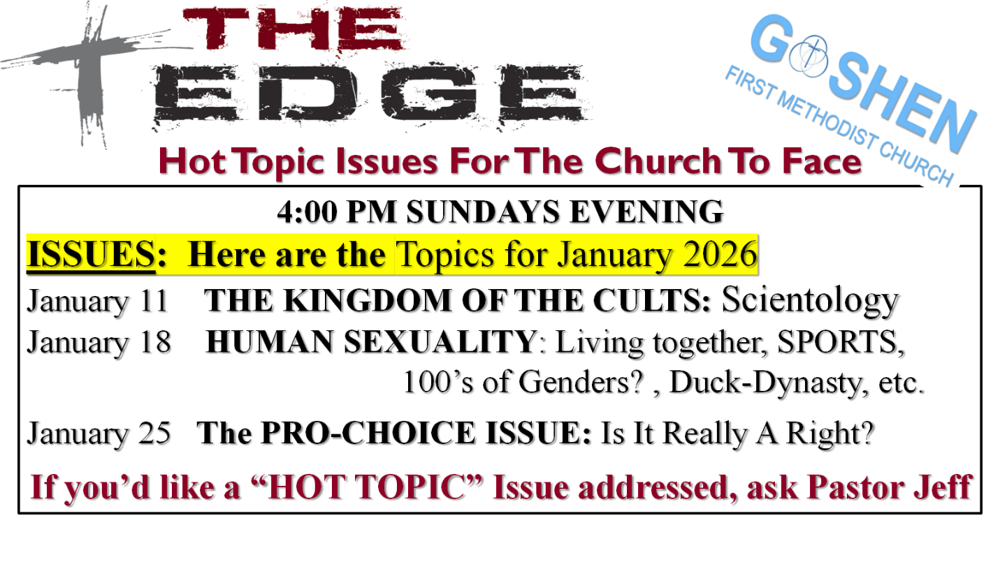 THE
EDGE
GOSHEN
FIRST METHODIST CHURCH
Hot Topic Issues For The Church To Face
4:00 PM SUNDAYS EVENING
ISSUES: Here are the Topics for January 2026
January 11 THE KINGDOM OF THE CULTS: Scientology
January 18 HUMAN SEXUALITY: Living together, SPORTS,
100’s of Genders? , Duck-Dynasty, etc.
January 25 The PRO-CHOICE ISSUE: Is It Really A Right?
If you’d like a “HOT TOPIC” Issue addressed, ask Pastor Jeff